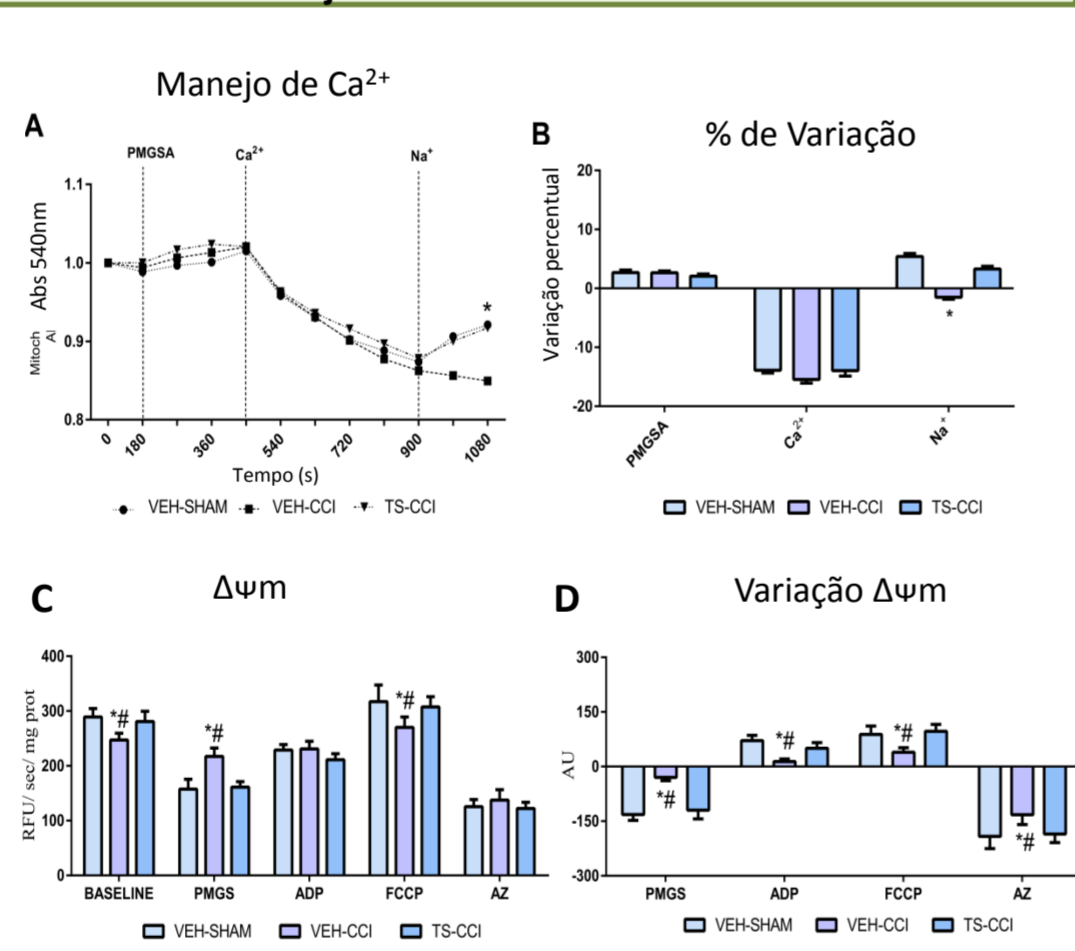 Manejo de Ca²⁺
A
PMGSA
Ca²⁺
Na⁺
1.1
1.0
0.9
0.8
Abs 540nm
Mitoch
Al
0
180
360
540
720
900
1080
*
Tempo (s)
VEH-SHAM VEH-CCI TS-CCI
B
% de Variação
Variação percentual
20
10
0
-10
-20
*
PMGSA
Ca²⁺
Na⁺
VEH-SHAM VEH-CCI TS-CCI
C
ΔΨm
RFU/ sec/ mg prot
400
300
200
100
0
*#
*#
*#
BASELINE PMGS ADP FCCP AZ
VEH-SHAM VEH-CCI TS-CCI
D
Variação ΔΨm
AU
300
150
0
-150
-300
*#
*#
*#
*#
PMGS ADP FCCP AZ
VEH-SHAM VEH-CCI TS-CCI